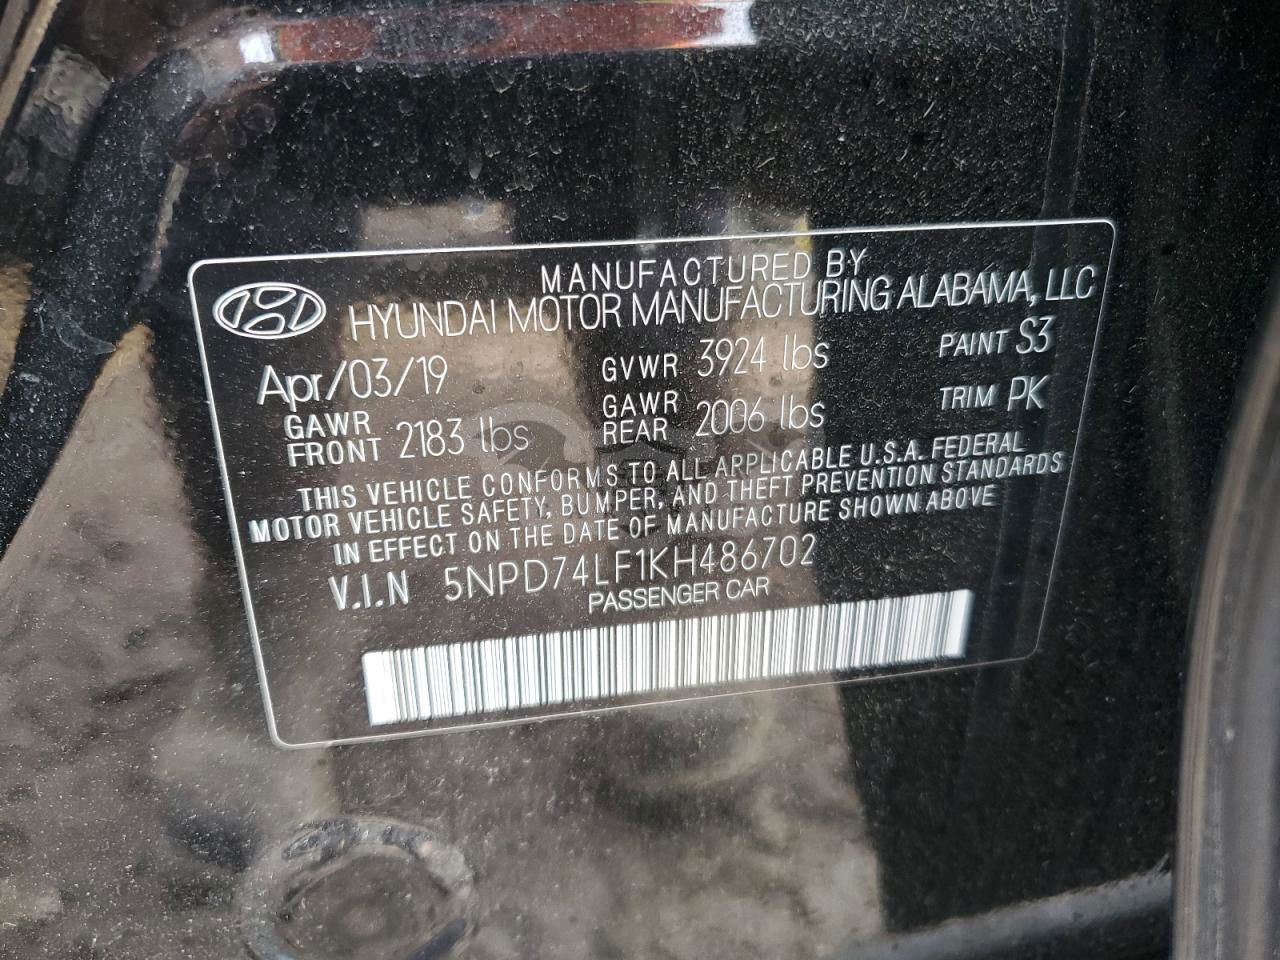 MANUFACTURED BY
HYUNDAI MOTOR MANUFACTURING ALABAMA, LLC
Apr/03/19 GVWR 3924 lbs PAINT S3
GAWR FRONT 2183 lbs GAWR REAR 2006 lbs TRIM PK
THIS VEHICLE CONFORMS TO ALL APPLICABLE U.S.A. FEDERAL
MOTOR VEHICLE SAFETY, BUMPER, AND THEFT PREVENTION STANDARDS
IN EFFECT ON THE DATE OF MANUFACTURE SHOWN ABOVE
V.I.N 5NPD74LF1KH486702
PASSENGER CAR